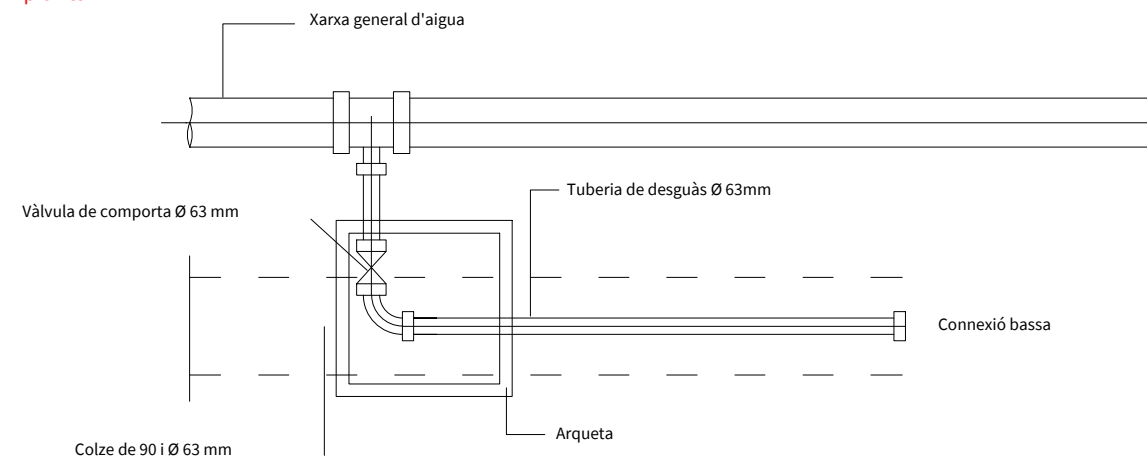 Xarxa general d'aigua
Tuberia de desguàs Ø 63mm
Vàlvula de comporta Ø 63 mm
Connexió bassa
Arqueta
Colze de 90 i Ø 63 mm